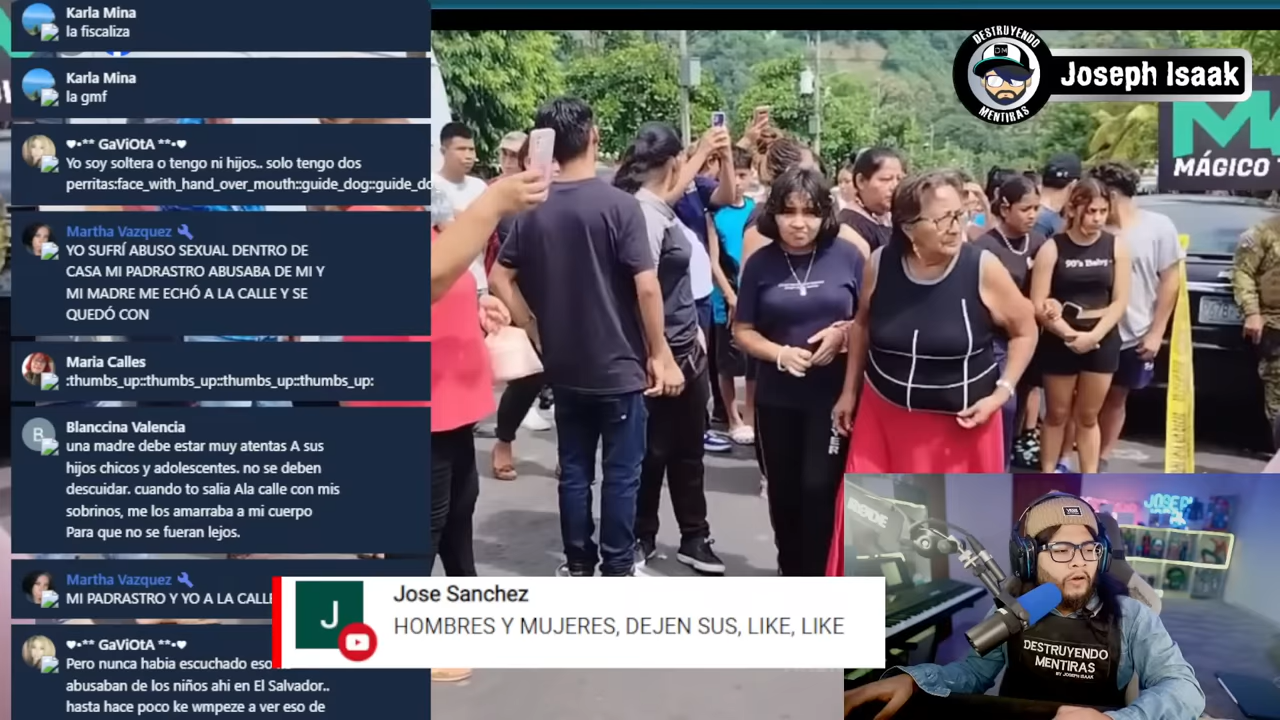 Karla Mina
la fiscaliza
Karla Mina
la gmf
♥•** GaViOtA **•♥
Yo soy soltera o tengo ni hijos.. solo tengo dos
perritas:face_with_hand_over_mouth::guide_dog::guide_do
Martha Vazquez
YO SUFRÍ ABUSO SEXUAL DENTRO DE
CASA MI PADRASTRO ABUSABA DE MI Y
MI MADRE ME ECHÓ A LA CALLE Y SE
QUEDÓ CON
Maria Calles
:thumbs_up::thumbs_up::thumbs_up::thumbs_up:
B
Blanccina Valencia
una madre debe estar muy atentas A sus
hijos chicos y adolescentes. no se deben
descuidar. cuando to salia Ala calle con mis
sobrinos, me los amarraba a mi cuerpo
Para que no se fueran lejos.
Martha Vazquez
MI PADRASTRO Y YO A LA CALLE
♥•** GaViOtA **•♥
Pero nunca habia escuchado eso
abusaban de los niños ahi en El Salvador..
hasta hace poco ke wmpeze a ver eso de
J
Jose Sanchez
HOMBRES Y MUJERES, DEJEN SUS, LIKE, LIKE
DESTRUYENDO
DM
MENTIRAS
Joseph Isaak
MÁGICO
90's Baby
JOSEP
RODE
DESTRUYENDO
MENTIRAS
BY JOSEPH ISAAK